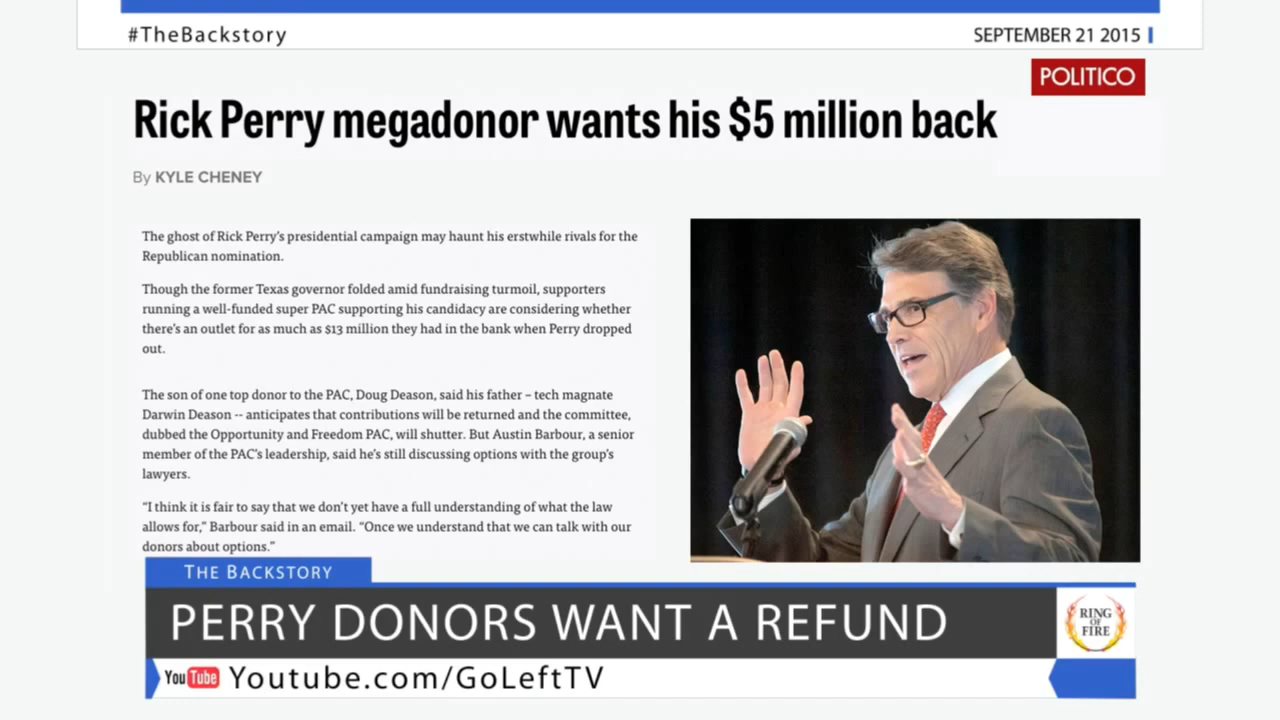 #TheBackstory
SEPTEMBER 21 2015
POLITICO
Rick Perry megadonor wants his $5 million back
By KYLE CHENEY
The ghost of Rick Perry's presidential campaign may haunt his erstwhile rivals for the
Republican nomination.
Though the former Texas governor folded amid fundraising turmoil, supporters
running a well-funded super PAC supporting his candidacy are considering whether
there's an outlet for as much as $13 million they had in the bank when Perry dropped
out.
The son of one top donor to the PAC, Doug Deason, said his father – tech magnate
Darwin Deason -- anticipates that contributions will be returned and the committee,
dubbed the Opportunity and Freedom PAC, will shutter. But Austin Barbour, a senior
member of the PAC's leadership, said he's still discussing options with the group's
lawyers.
“I think it is fair to say that we don't yet have a full understanding of what the law
allows for,” Barbour said in an email. “Once we understand that we can talk with our
donors about options.”
THE BACKSTORY
PERRY DONORS WANT A REFUND
RING
OF
FIRE
YouTube Youtube.com/GoLeftTV